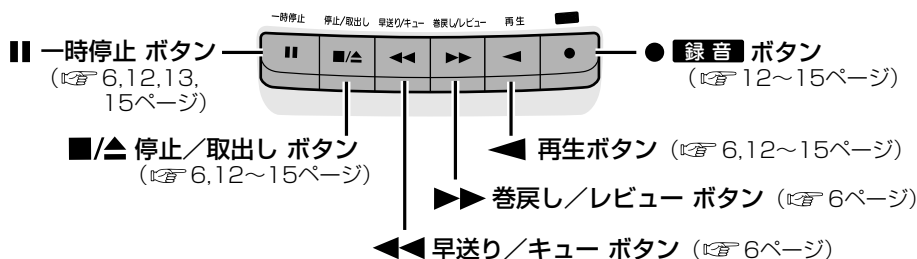 一時停止 停止/取出し 早送り/キュー 巻戻し/レビュー 再生
一時停止 ボタン
(☞ 6,12,13,
15ページ)
● 録音 ボタン
(☞ 12〜15ページ)
■/▲ 停止／取出し ボタン
(☞ 6,12〜15ページ)
◀ 再生ボタン (☞ 6,12〜15ページ)
▶▶ 巻戻し／レビュー ボタン (☞ 6ページ)
◀◀ 早送り／キュー ボタン (☞ 6ページ)